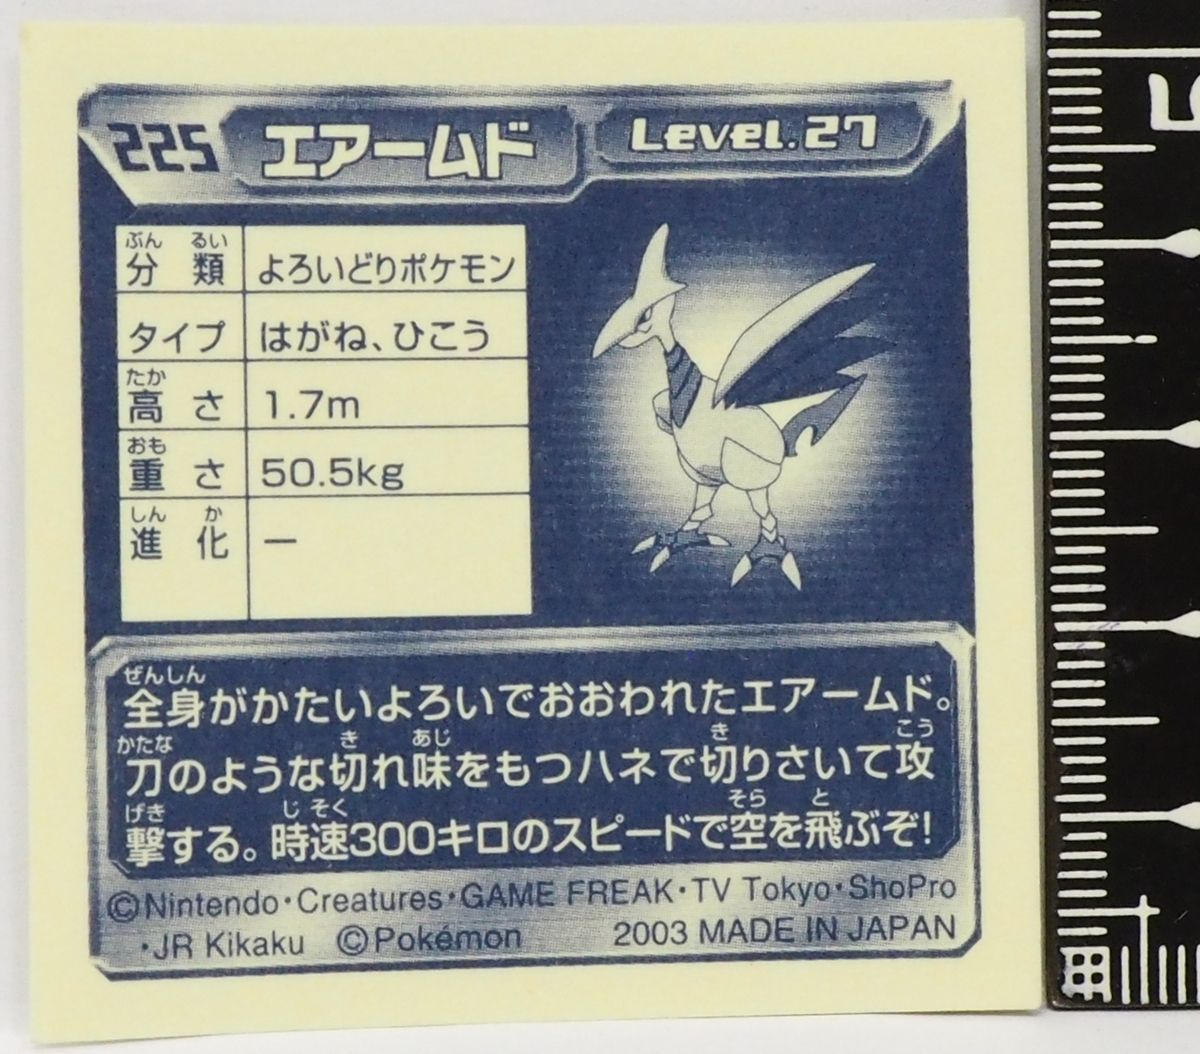 225 エアームド Level.27
ぶん るい
分 類 よろいどりポケモン
タイプ はがね、ひこう
たか
高 さ 1.7m
おも
重 さ 50.5kg
しん か
進 化 ー
ぜんしん
全身がかたいよろいでおおわれたエアームド。
かたな き あじ き こう
刀のような切れ味をもつハネで切りさいて攻
げき じ そく そら と
撃する。時速300キロのスピードで空を飛ぶぞ!
©Nintendo・Creatures・GAME FREAK・TV Tokyo・ShoPro
・JR Kikaku ©Pokémon 2003 MADE IN JAPAN
5